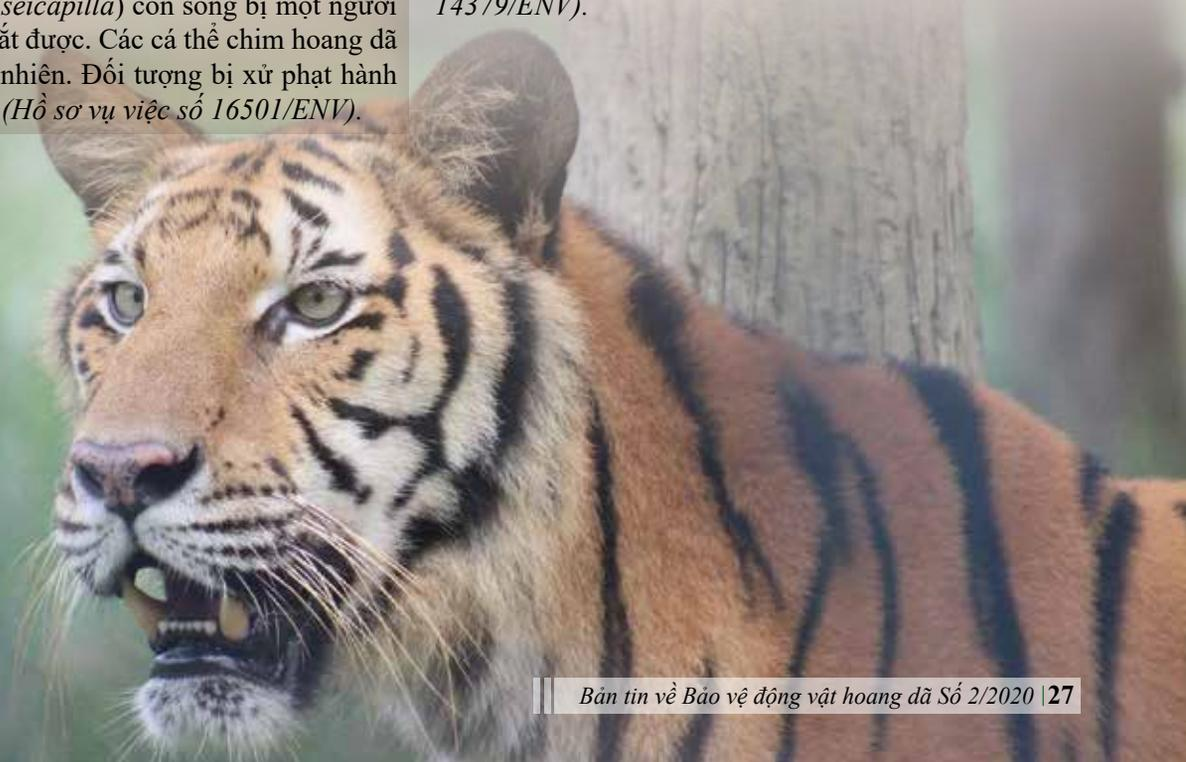 seicapilla) còn sống bị một người
ắt được. Các cá thể chim hoang dã
nhiên. Đối tượng bị xử phạt hành
(Hồ sơ vụ việc số 16501/ENV).
14379/ENV).
Bản tin về Bảo vệ động vật hoang dã Số 2/2020 |27